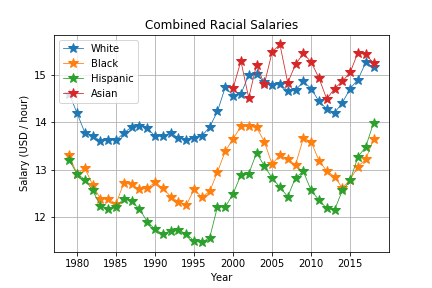 Combined Racial Salaries
White
Black
Hispanic
Asian
Salary (USD / hour)
15
14
13
12
1980 1985 1990 1995 2000 2005 2010 2015
Year